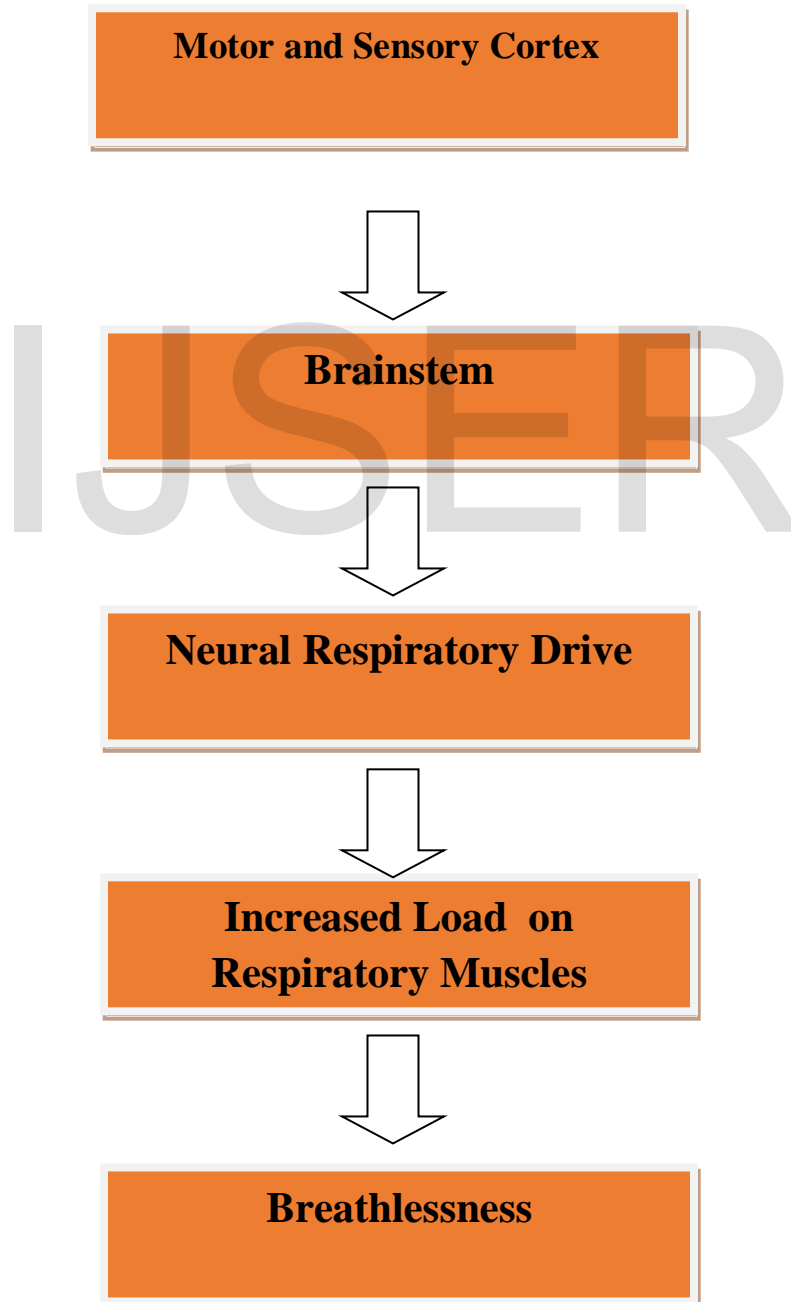 Motor and Sensory Cortex
Brainstem
IJSER
Neural Respiratory Drive
Increased Load on
Respiratory Muscles
Breathlessness